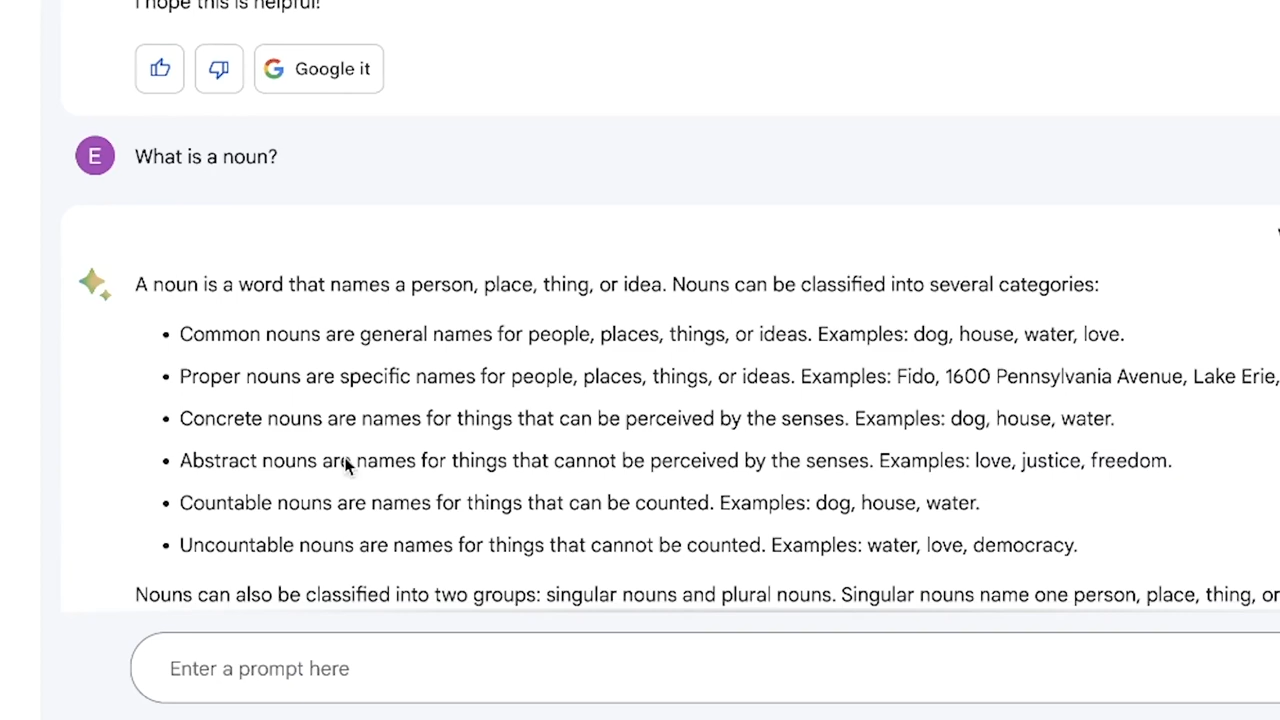 I hope this is helpful!
Google it
E
What is a noun?
A noun is a word that names a person, place, thing, or idea. Nouns can be classified into several categories:
• Common nouns are general names for people, places, things, or ideas. Examples: dog, house, water, love.
• Proper nouns are specific names for people, places, things, or ideas. Examples: Fido, 1600 Pennsylvania Avenue, Lake Erie,
• Concrete nouns are names for things that can be perceived by the senses. Examples: dog, house, water.
• Abstract nouns are names for things that cannot be perceived by the senses. Examples: love, justice, freedom.
• Countable nouns are names for things that can be counted. Examples: dog, house, water.
• Uncountable nouns are names for things that cannot be counted. Examples: water, love, democracy.
Nouns can also be classified into two groups: singular nouns and plural nouns. Singular nouns name one person, place, thing, or
Enter a prompt here